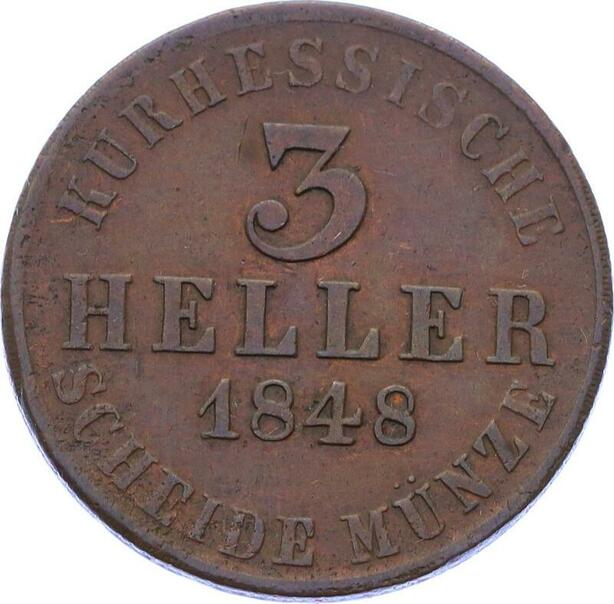 KURHESSISCHE
3
HELLER
1848
SCHEIDE MÜNZE